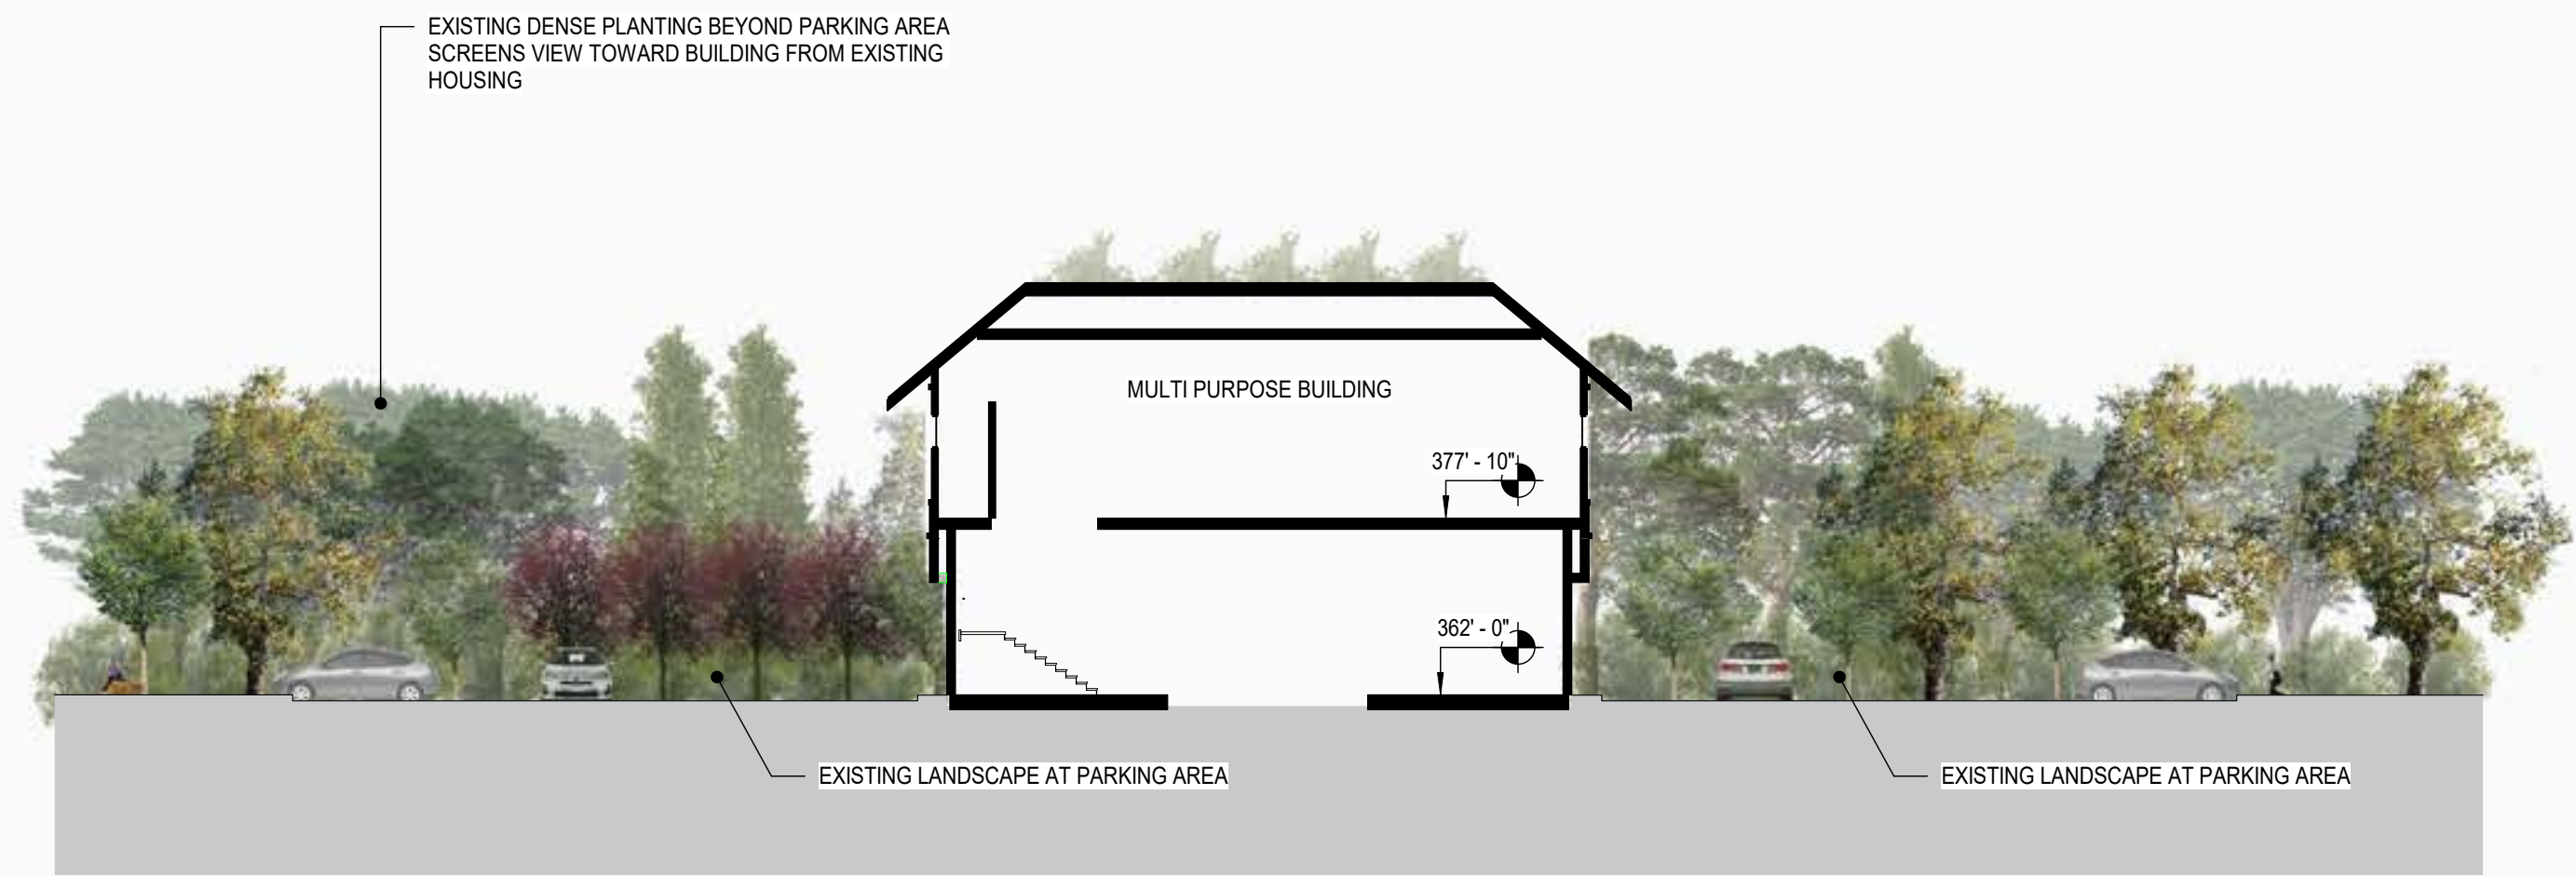 EXISTING DENSE PLANTING BEYOND PARKING AREA
SCREENS VIEW TOWARD BUILDING FROM EXISTING
HOUSING
MULTI PURPOSE BUILDING
377' - 10"
362' - 0"
EXISTING LANDSCAPE AT PARKING AREA
EXISTING LANDSCAPE AT PARKING AREA